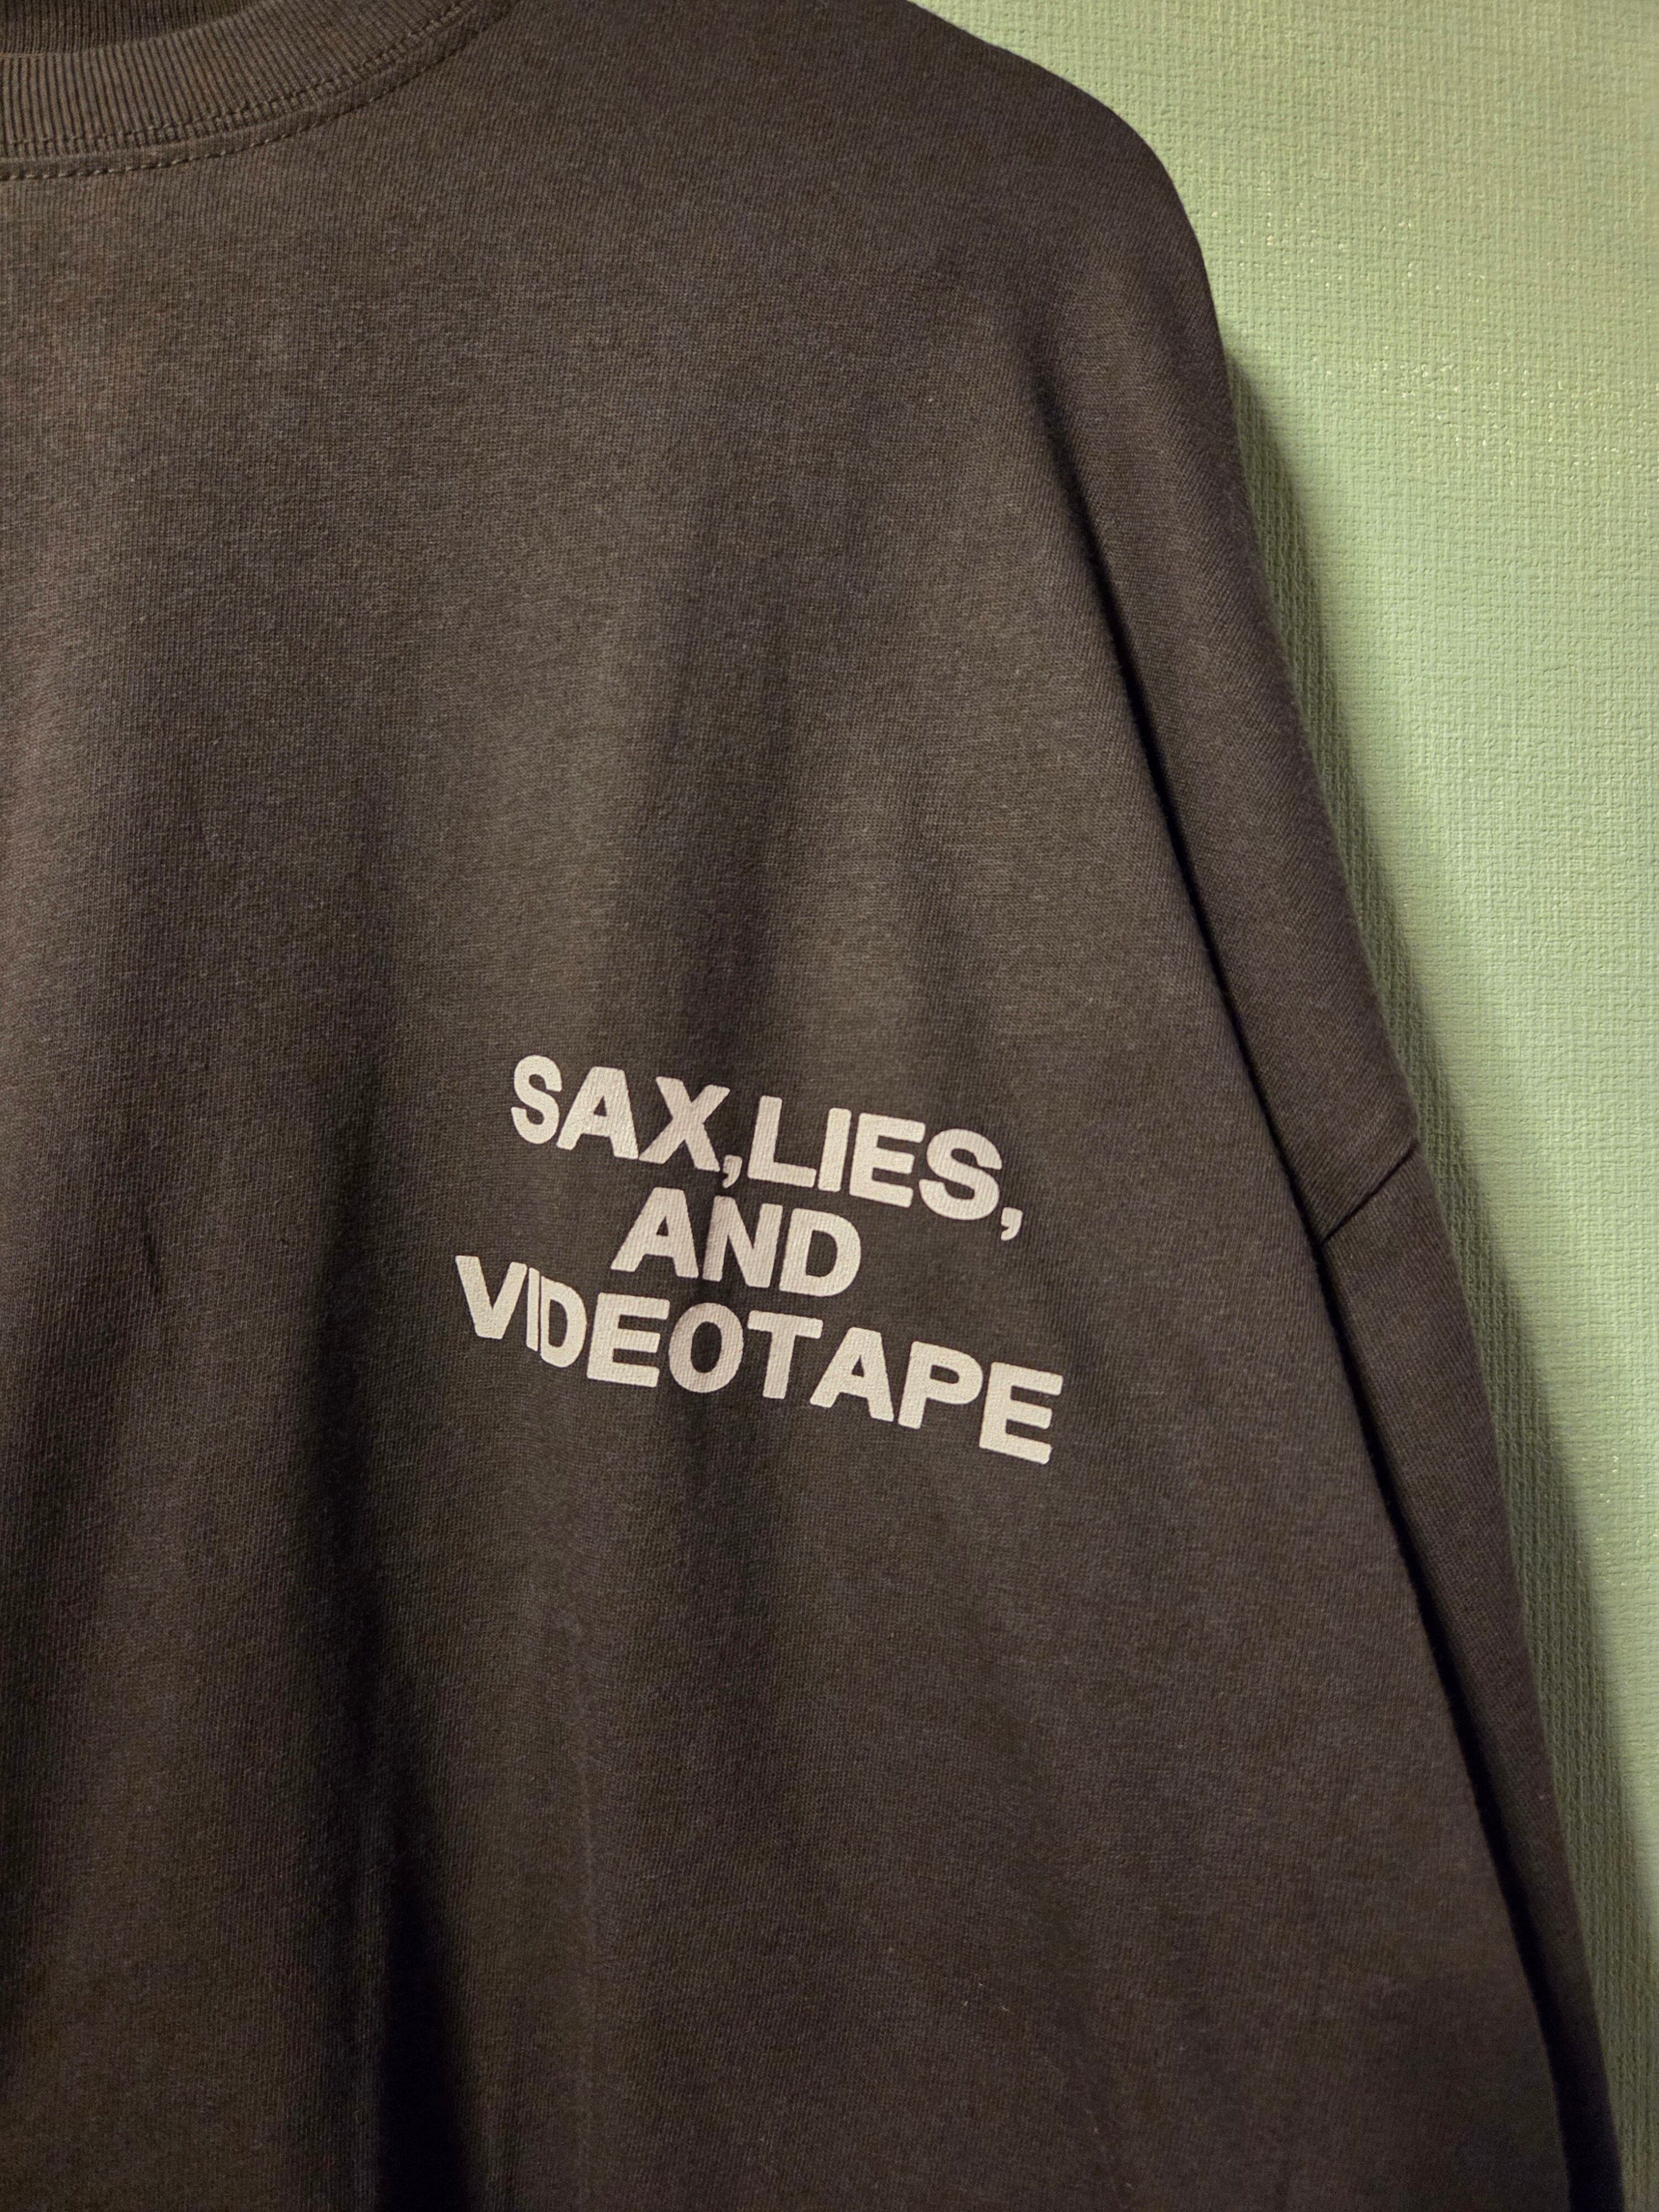 SAX,LIES,
AND
VIDEOTAPE